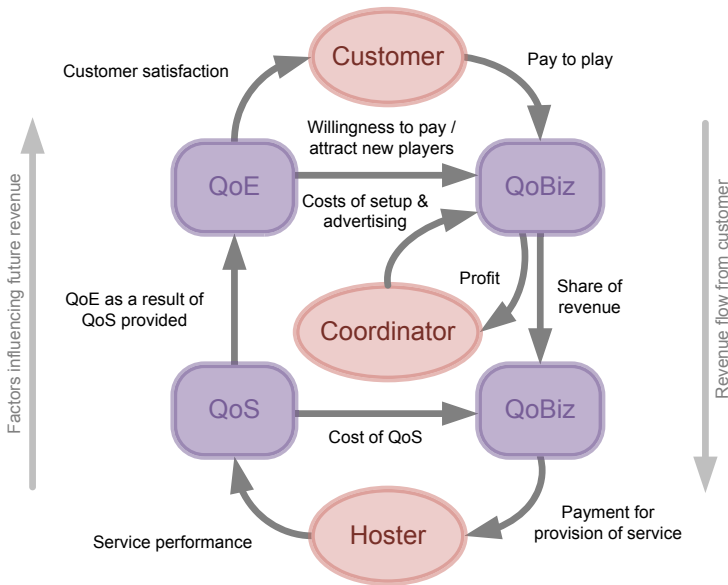 Customer
Customer satisfaction
Pay to play
Willingness to pay /
attract new players
QoE
QoBiz
Costs of setup &
advertising
Profit
Share of
revenue
Coordinator
QoE as a result of
QoS provided
QoS
QoBiz
Cost of QoS
Hoster
Service performance
Payment for
provision of service
Factors influencing future revenue
Revenue flow from customer